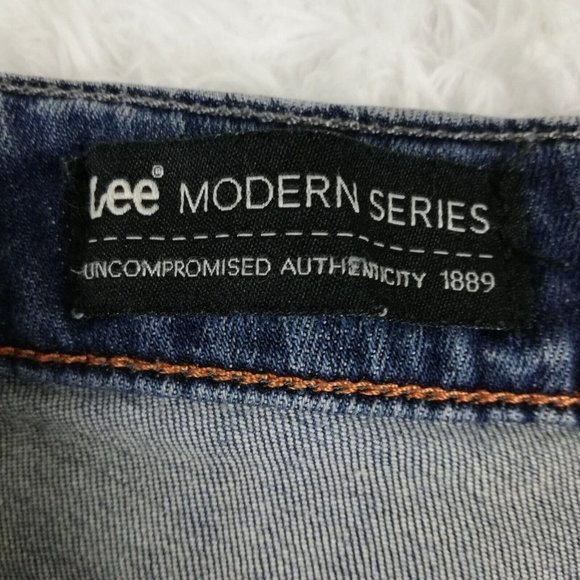 Lee® MODERN SERIES
UNCOMPROMISED AUTHENTICITY 1889